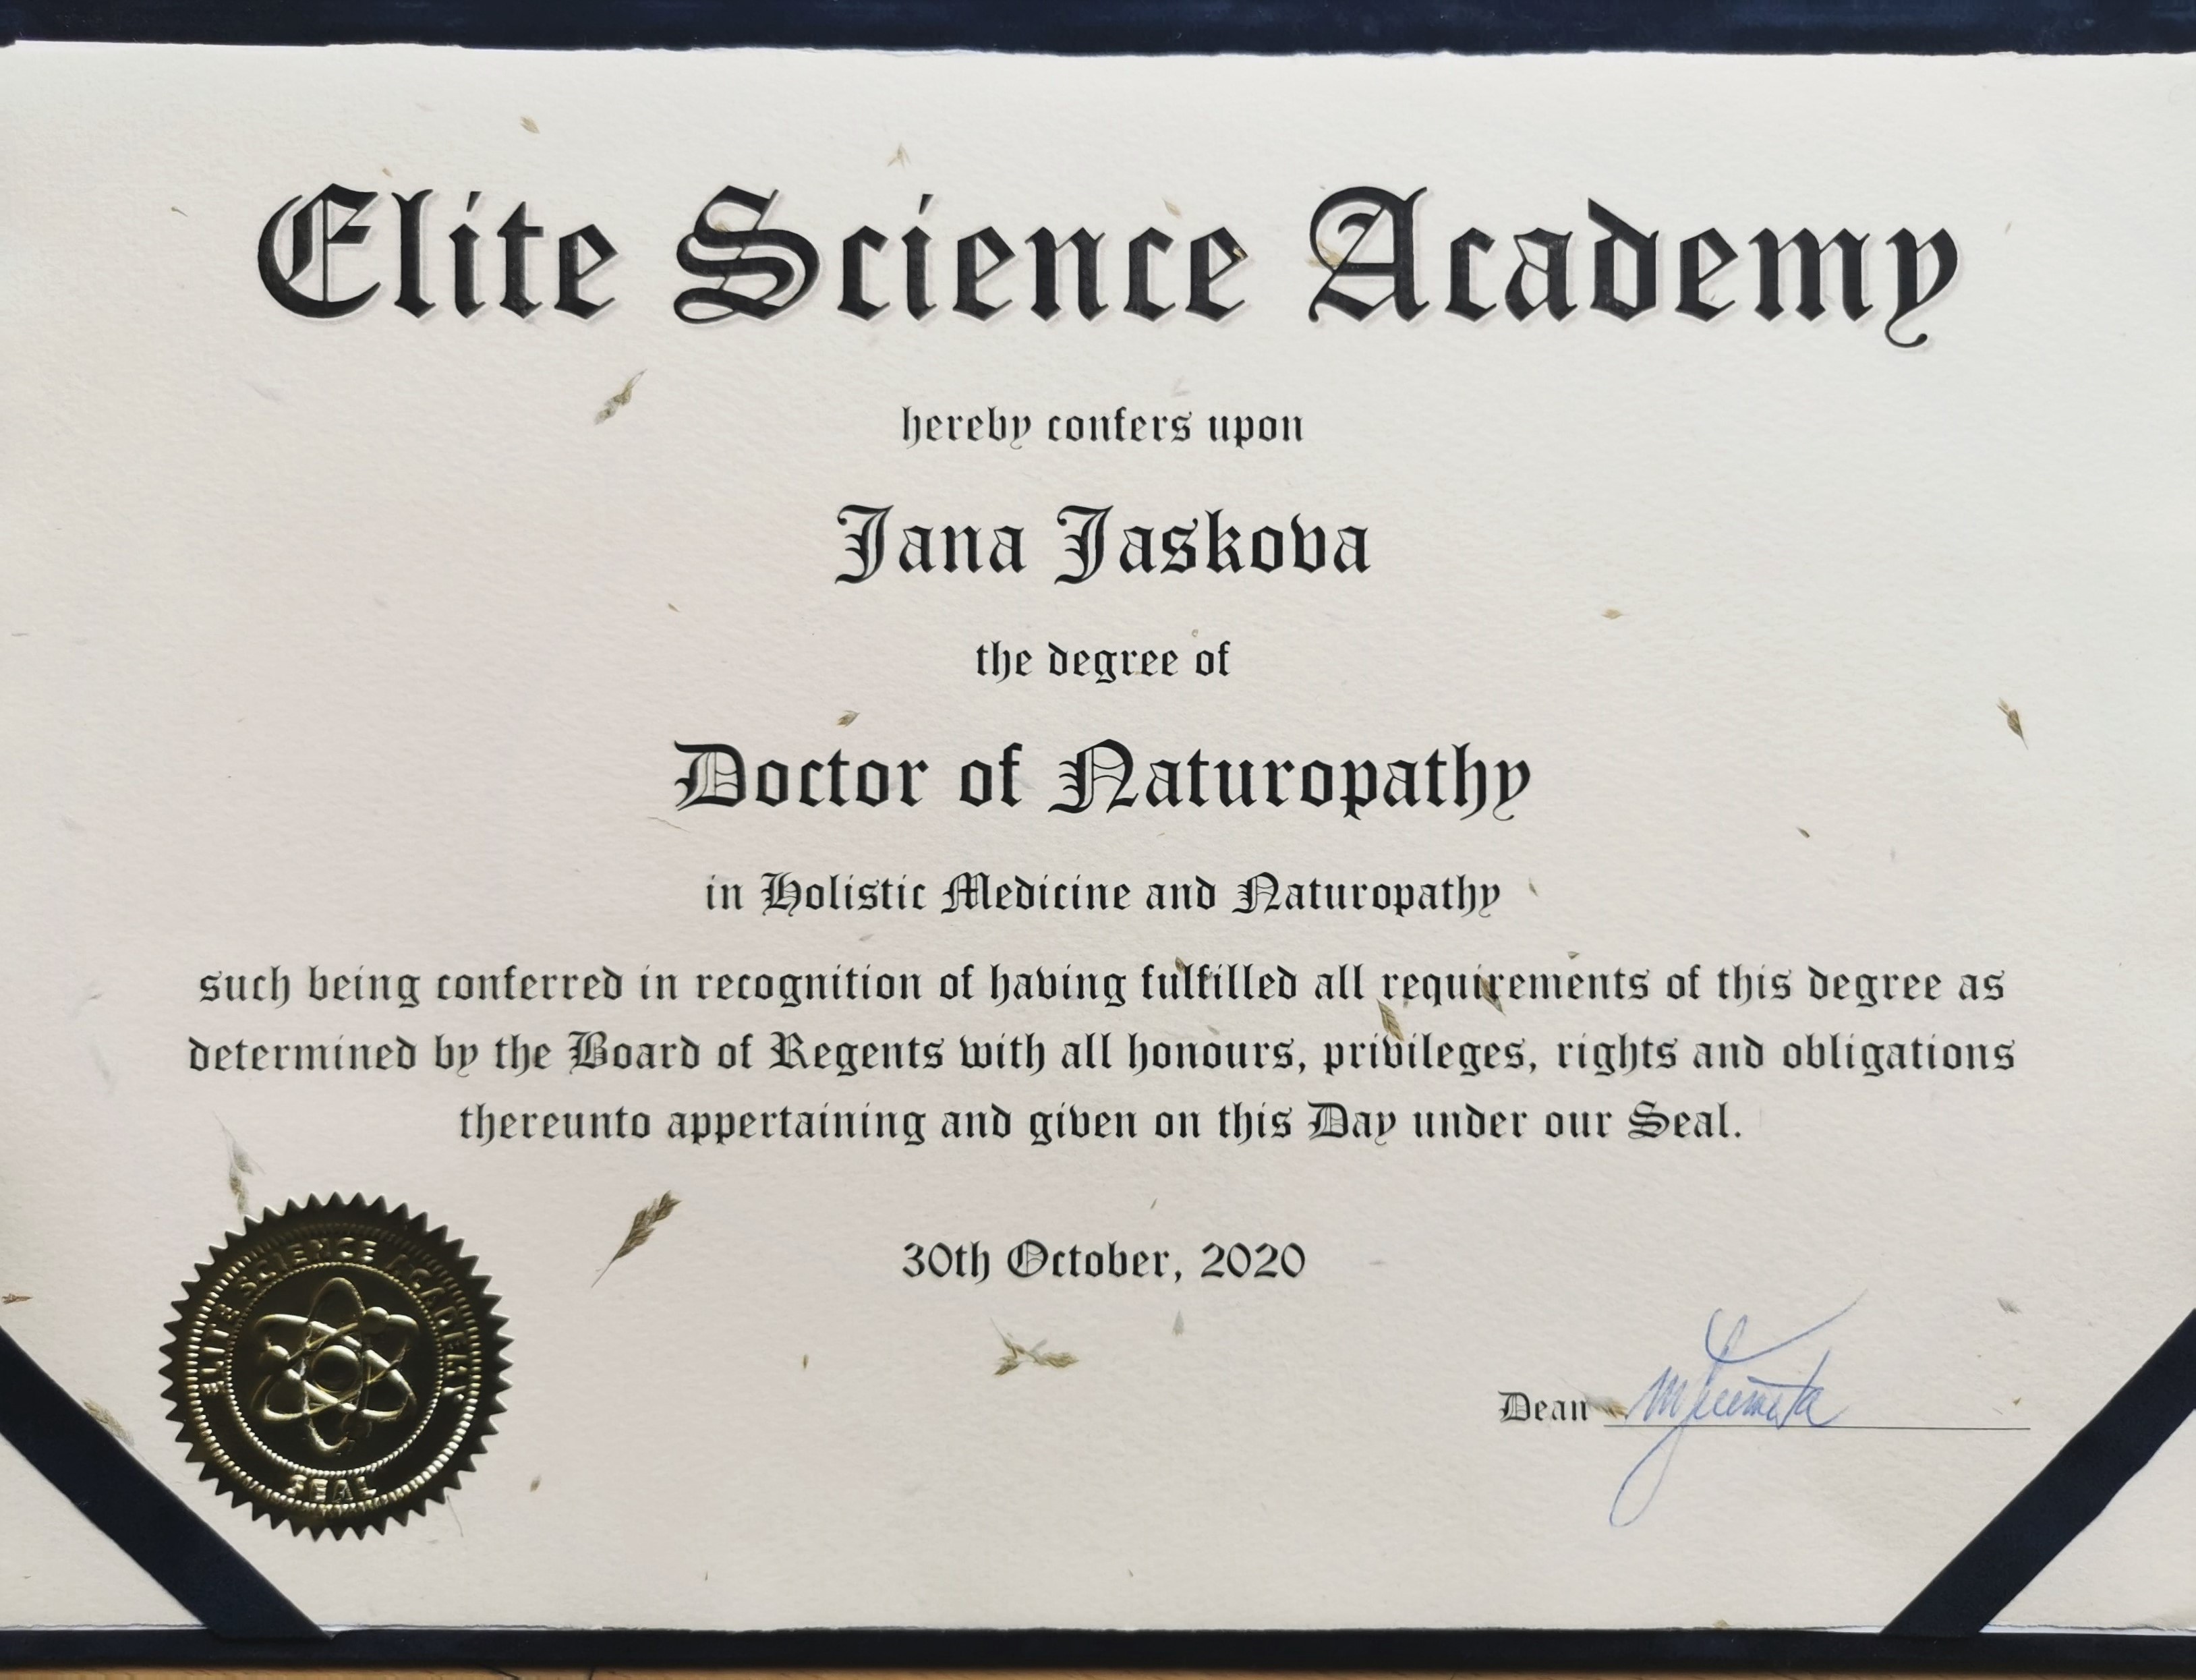 Elite Science Academy
hereby confers upon
Jana Jaskova
the degree of
Doctor of Naturopathy
in Holistic Medicine and Naturopathy
such being conferred in recognition of having fulfilled all requirements of this degree as
determined by the Board of Regents with all honours, privileges, rights and obligations
thereunto appertaining and given on this Day under our Seal.
30th October, 2020
ELITE SCIENCE ACADEMY
SEAL
Dean